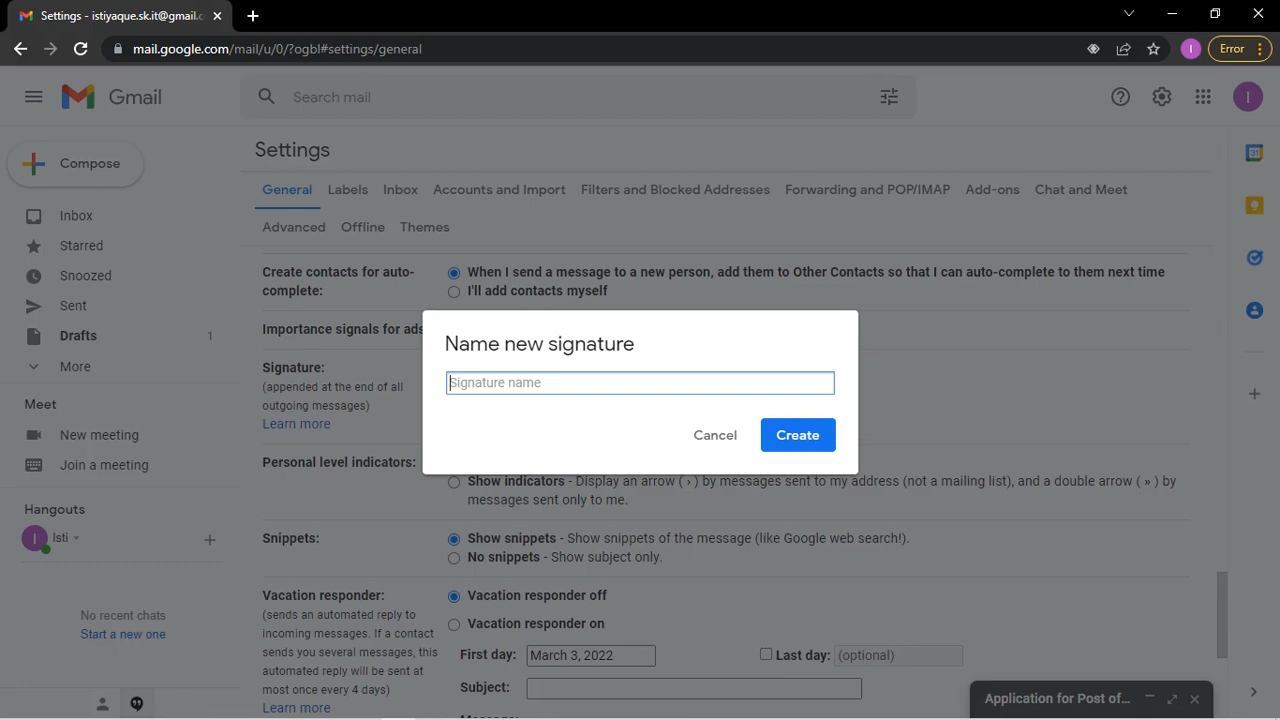 Settings - istiyaque.sk.it@gmail.c
mail.google.com/mail/u/0/?ogbl#settings/general
I
Error
Gmail
Search mail
I
Compose
Inbox
Starred
Snoozed
Sent
Drafts 1
More
Meet
New meeting
Join a meeting
Hangouts
I Isti
No recent chats
Start a new one
Settings
General Labels Inbox Accounts and Import Filters and Blocked Addresses Forwarding and POP/IMAP Add-ons Chat and Meet
Advanced Offline Themes
Create contacts for auto-
complete:
When I send a message to a new person, add them to Other Contacts so that I can auto-complete to them next time
I'll add contacts myself
Importance signals for ads
Signature:
(appended at the end of all
outgoing messages)
Learn more
Name new signature
Signature name
Cancel Create
Personal level indicators:
Show indicators - Display an arrow ( › ) by messages sent to my address (not a mailing list), and a double arrow ( » ) by
messages sent only to me.
Snippets:
Show snippets - Show snippets of the message (like Google web search!).
No snippets - Show subject only.
Vacation responder:
(sends an automated reply to
incoming messages. If a contact
sends you several messages, this
automated reply will be sent at
most once every 4 days)
Learn more
Vacation responder off
Vacation responder on
First day: March 3, 2022 Last day: (optional)
Subject:
Application for Post of...
31